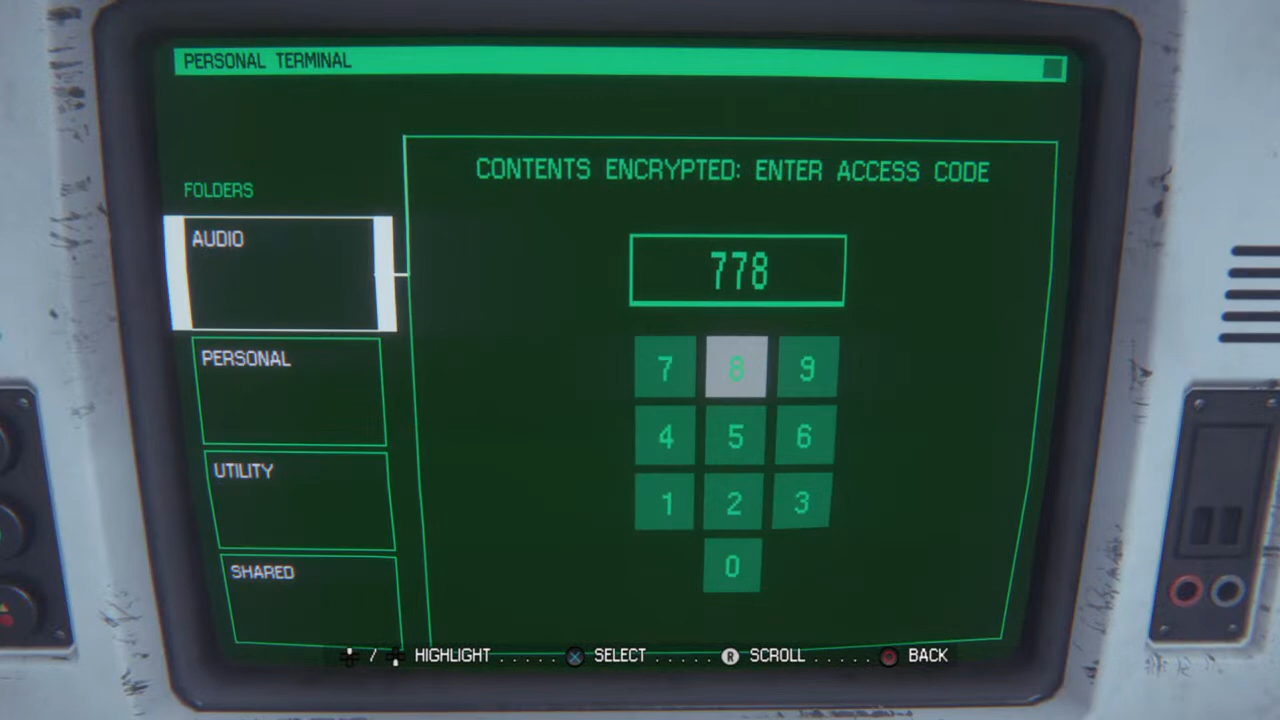 PERSONAL TERMINAL
FOLDERS
AUDIO
PERSONAL
UTILITY
SHARED
CONTENTS ENCRYPTED: ENTER ACCESS CODE
778
7 8 9
4 5 6
1 2 3
0
/ HIGHLIGHT ..... SELECT ..... R SCROLL ..... BACK